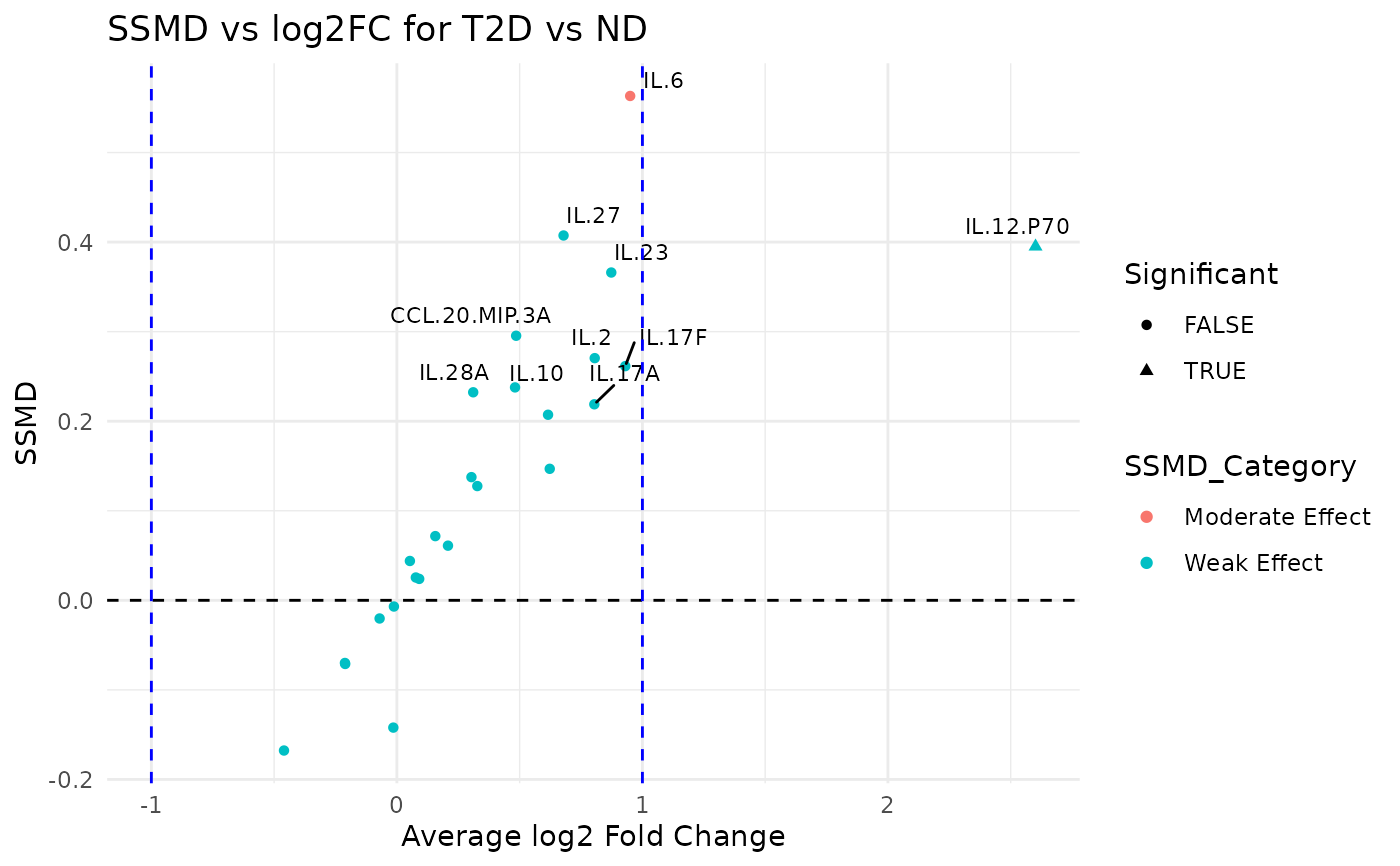 SSMD vs log2FC for T2D vs ND
IL.6
IL.27
IL.12.P70
IL.23
CCL.20.MIP.3A
IL.2
IL.17F
IL.28A
IL.10
IL.17A
0.4
0.2
0.0
-0.2
SSMD
-1
0
1
2
Average log2 Fold Change
Significant
FALSE
TRUE
SSMD_Category
Moderate Effect
Weak Effect